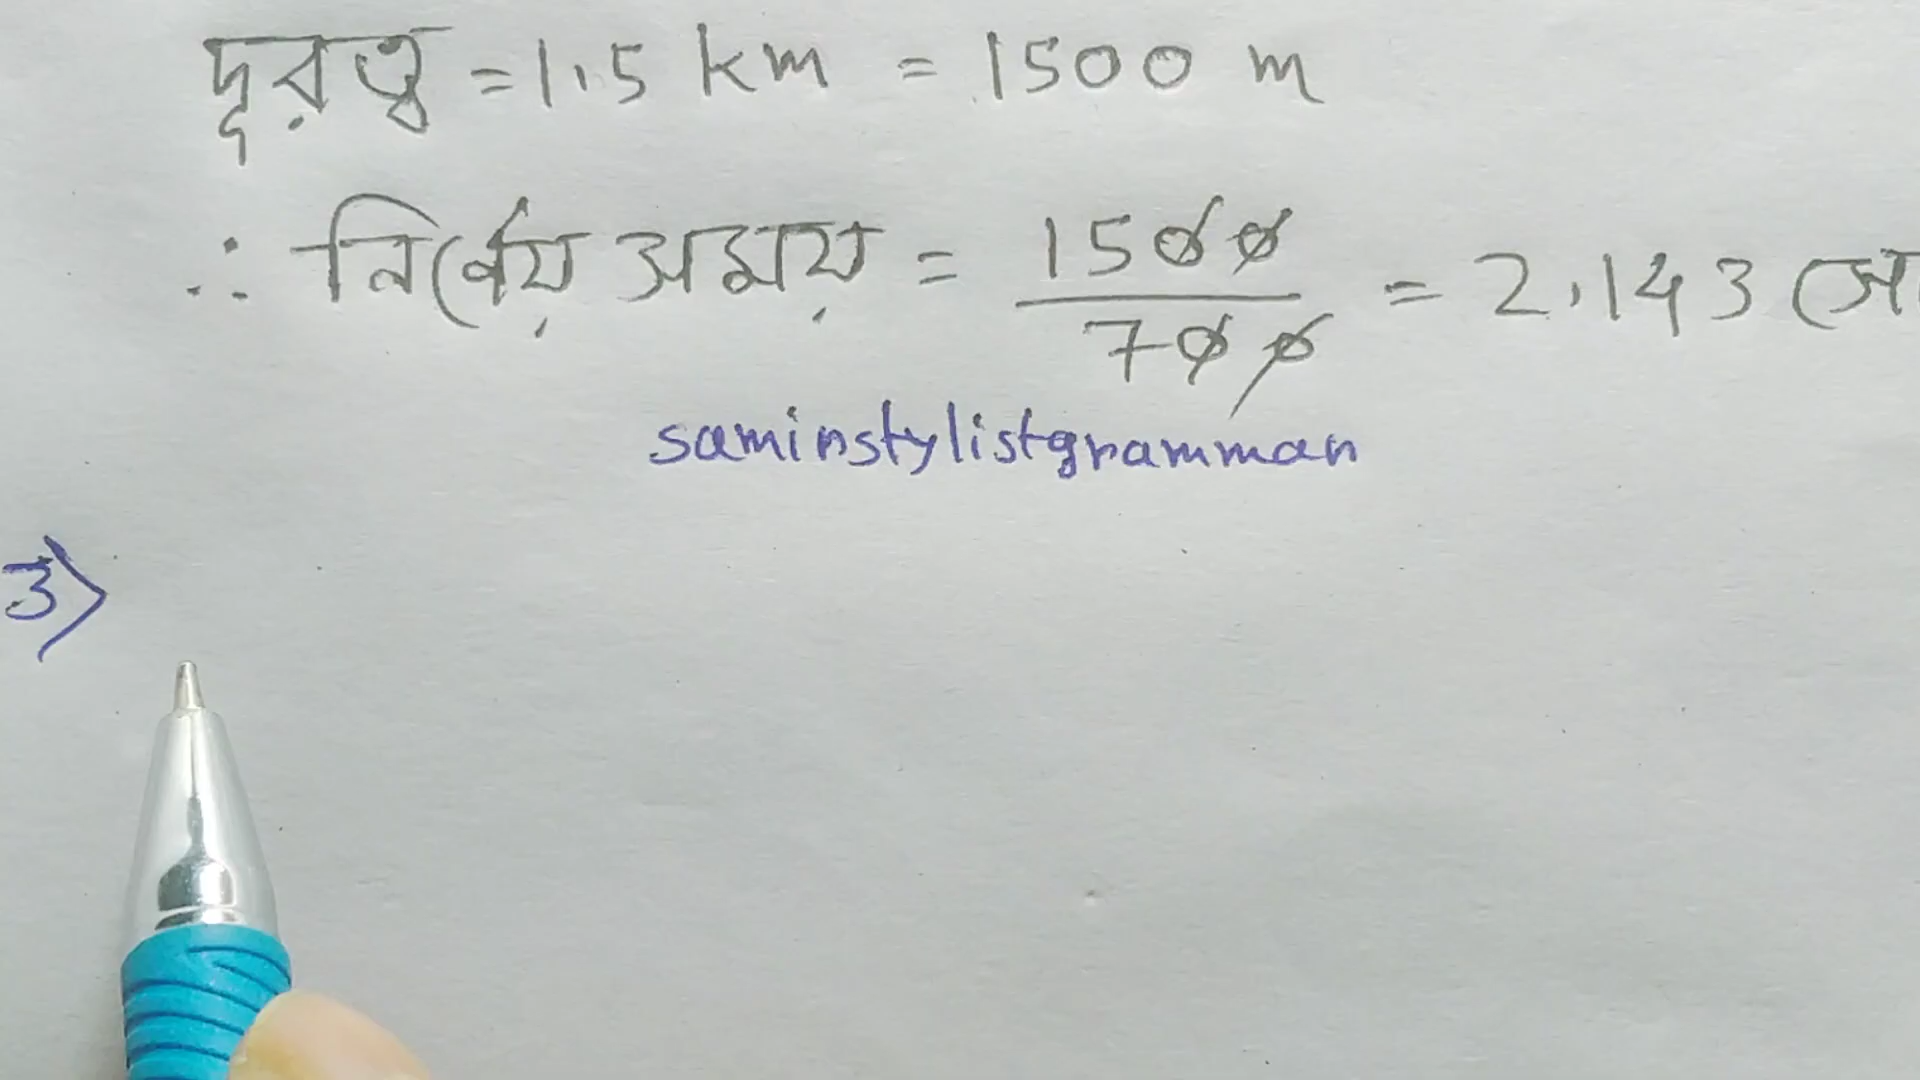 দূরত্ব = 1.5 km = 1500 m
∴ নির্ণেয় সময় = 1500/700 = 2.143 সে
saminstylistgramman
3)